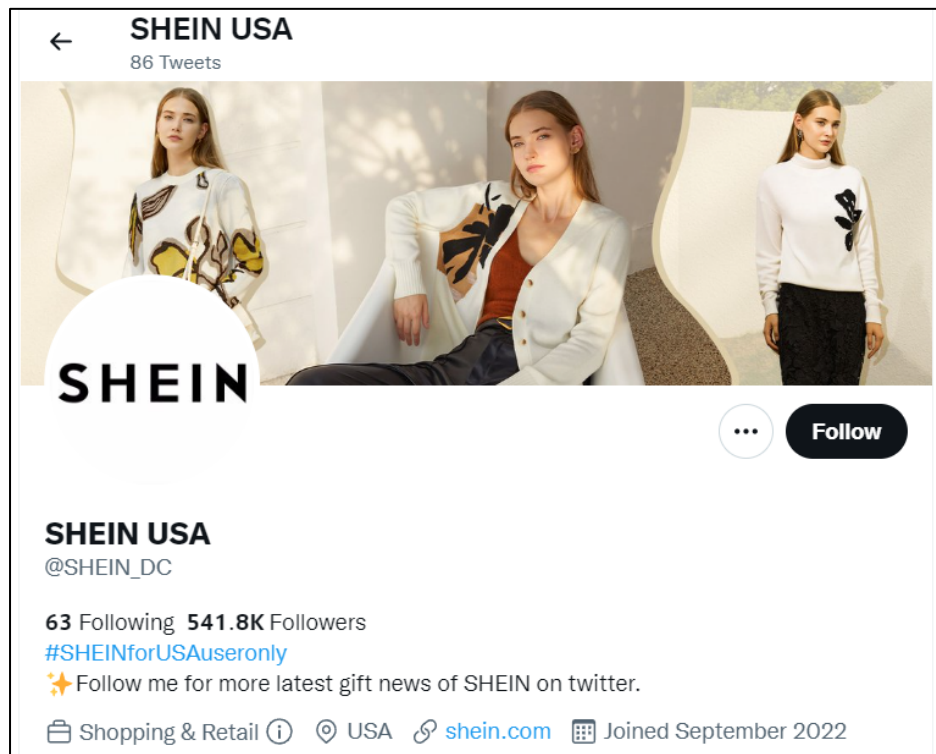 SHEIN USA
86 Tweets
SHEIN
Follow
SHEIN USA
@SHEIN_DC
63 Following 541.8K Followers
#SHEINforUSAuseronly
✨Follow me for more latest gift news of SHEIN on twitter.
Shopping & Retail USA shein.com Joined September 2022